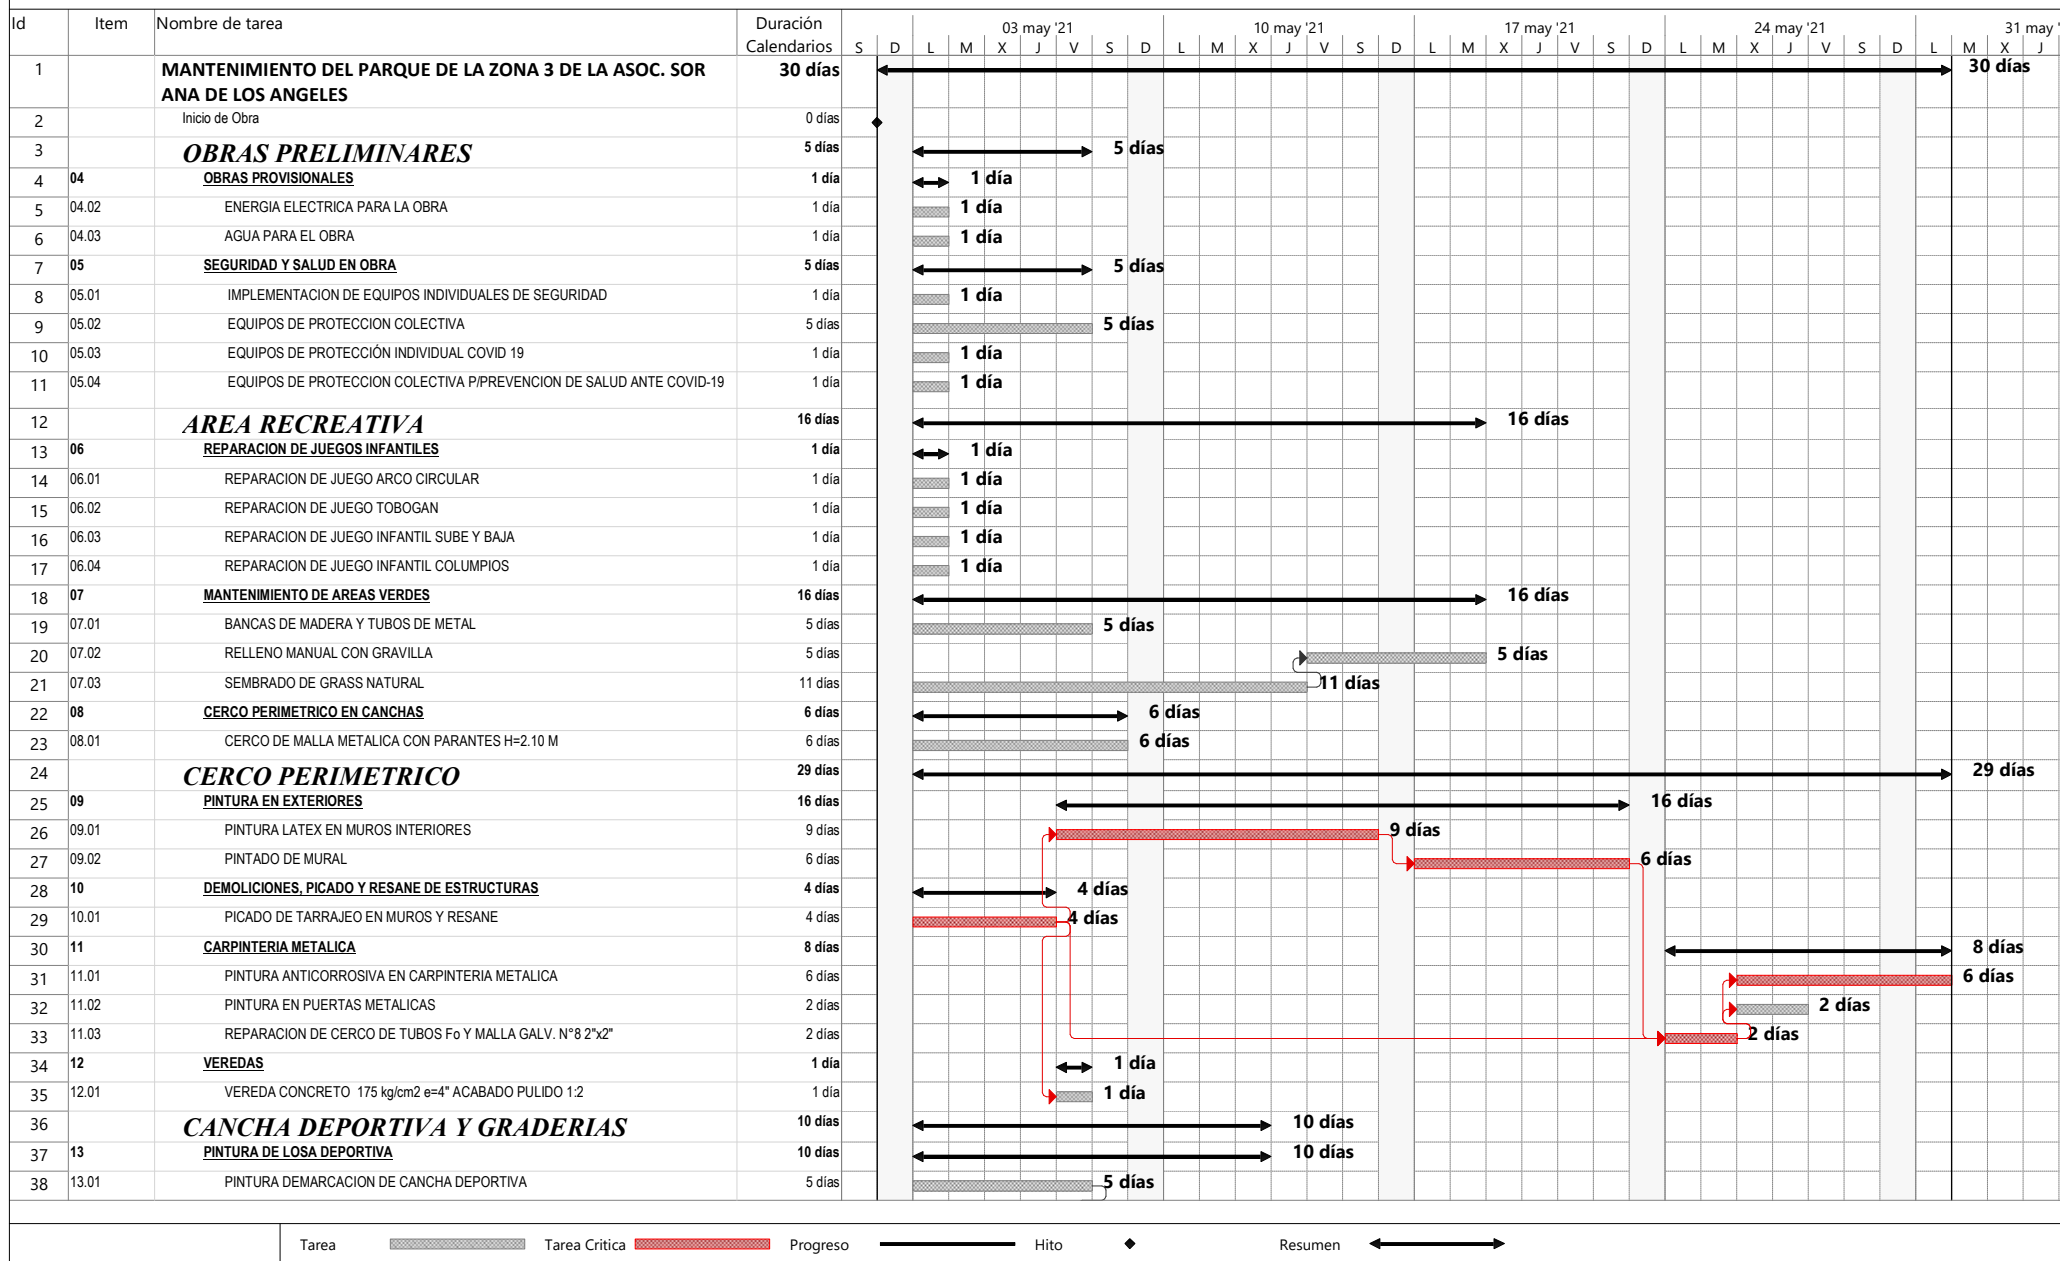 Id Item Nombre de tarea Duración Calendarios 03 may '21 10 may '21 17 may '21 24 may '21 31 may '
S D L M X J V S D L M X J V S D L M X J V S D L M X J V S D L M X J
1 MANTENIMIENTO DEL PARQUE DE LA ZONA 3 DE LA ASOC. SOR 30 días 30 días
ANA DE LOS ANGELES
2 Inicio de Obra 0 días
3 OBRAS PRELIMINARES 5 días 5 días
4 04 OBRAS PROVISIONALES 1 día 1 día
5 04.02 ENERGIA ELECTRICA PARA LA OBRA 1 día 1 día
6 04.03 AGUA PARA EL OBRA 1 día 1 día
7 05 SEGURIDAD Y SALUD EN OBRA 5 días 5 días
8 05.01 IMPLEMENTACION DE EQUIPOS INDIVIDUALES DE SEGURIDAD 1 día 1 día
9 05.02 EQUIPOS DE PROTECCION COLECTIVA 5 días 5 días
10 05.03 EQUIPOS DE PROTECCIÓN INDIVIDUAL COVID 19 1 día 1 día
11 05.04 EQUIPOS DE PROTECCION COLECTIVA P/PREVENCION DE SALUD ANTE COVID-19 1 día 1 día
12 AREA RECREATIVA 16 días 16 días
13 06 REPARACION DE JUEGOS INFANTILES 1 día 1 día
14 06.01 REPARACION DE JUEGO ARCO CIRCULAR 1 día 1 día
15 06.02 REPARACION DE JUEGO TOBOGAN 1 día 1 día
16 06.03 REPARACION DE JUEGO INFANTIL SUBE Y BAJA 1 día 1 día
17 06.04 REPARACION DE JUEGO INFANTIL COLUMPIOS 1 día 1 día
18 07 MANTENIMIENTO DE AREAS VERDES 16 días 16 días
19 07.01 BANCAS DE MADERA Y TUBOS DE METAL 5 días 5 días
20 07.02 RELLENO MANUAL CON GRAVILLA 5 días 5 días
21 07.03 SEMBRADO DE GRASS NATURAL 11 días 11 días
22 08 CERCO PERIMETRICO EN CANCHAS 6 días 6 días
23 08.01 CERCO DE MALLA METALICA CON PARANTES H=2.10 M 6 días 6 días
24 CERCO PERIMETRICO 29 días 29 días
25 09 PINTURA EN EXTERIORES 16 días 16 días
26 09.01 PINTURA LATEX EN MUROS INTERIORES 9 días 9 días
27 09.02 PINTADO DE MURAL 6 días 6 días
28 10 DEMOLICIONES, PICADO Y RESANE DE ESTRUCTURAS 4 días 4 días
29 10.01 PICADO DE TARRAJEO EN MUROS Y RESANE 4 días 4 días
30 11 CARPINTERIA METALICA 8 días 8 días
31 11.01 PINTURA ANTICORROSIVA EN CARPINTERIA METALICA 6 días 6 días
32 11.02 PINTURA EN PUERTAS METALICAS 2 días 2 días
33 11.03 REPARACION DE CERCO DE TUBOS Fo Y MALLA GALV. N°8 2"x2" 2 días 2 días
34 12 VEREDAS 1 día 1 día
35 12.01 VEREDA CONCRETO 175 kg/cm2 e=4" ACABADO PULIDO 1:2 1 día 1 día
36 CANCHA DEPORTIVA Y GRADERIAS 10 días 10 días
37 13 PINTURA DE LOSA DEPORTIVA 10 días 10 días
38 13.01 PINTURA DEMARCACION DE CANCHA DEPORTIVA 5 días 5 días
Tarea Tarea Critica Progreso Hito Resumen